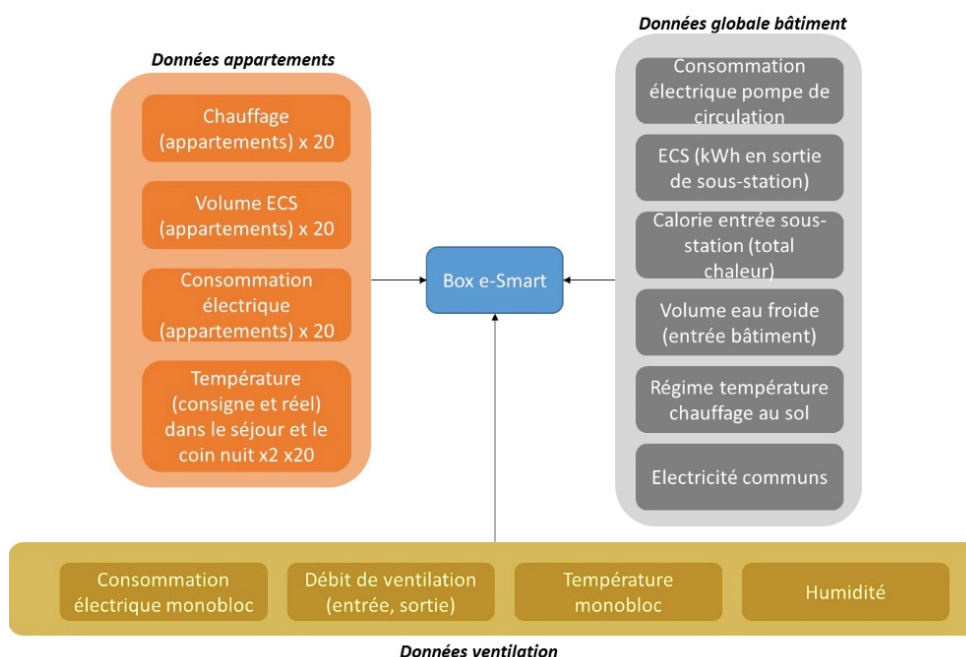 Données appartements
Chauffage
(appartements) x 20
Volume ECS
(appartements) x 20
Consommation
électrique
(appartements) x 20
Température
(consigne et réel)
dans le séjour et le
coin nuit x2 x20
Box e-Smart
Données globale bâtiment
Consommation
électrique pompe de
circulation
ECS (kWh en sortie
de sous-station)
Calorie entrée sous-
station (total
chaleur)
Volume eau froide
(entrée bâtiment)
Régime température
chauffage au sol
Electricité communs
Consommation
électrique monobloc
Débit de ventilation
(entrée, sortie)
Température
monobloc
Humidité
Données ventilation